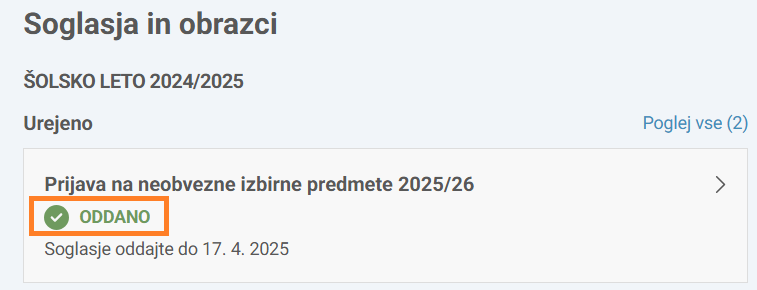 Soglasja in obrazci
ŠOLSKO LETO 2024/2025
Urejeno
Poglej vse (2)
Prijava na neobvezne izbirne predmete 2025/26
ODDANO
Soglasje oddajte do 17. 4. 2025